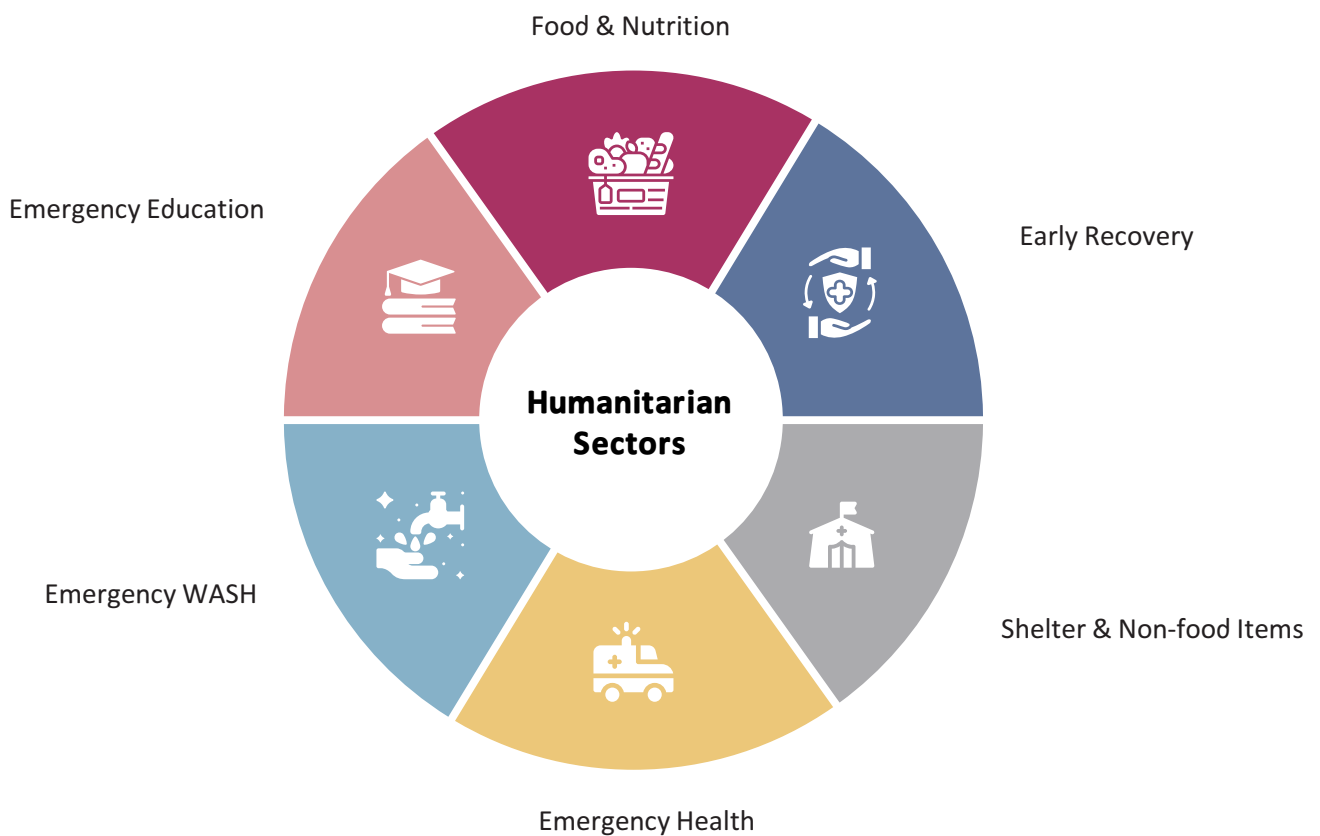 Food & Nutrition
Emergency Education
Early Recovery
Humanitarian
Sectors
Emergency WASH
Shelter & Non-food Items
Emergency Health